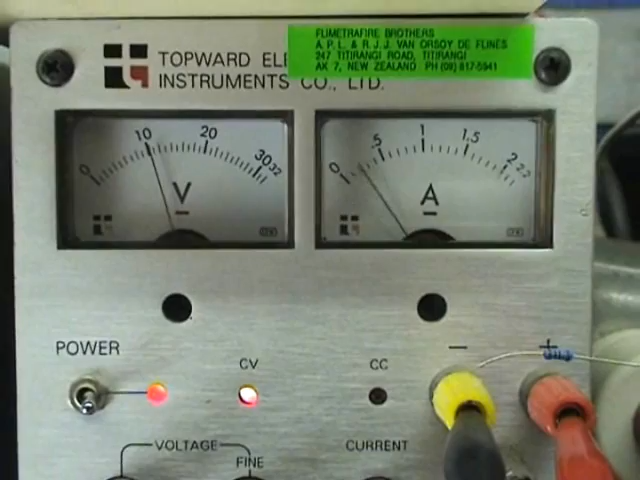 FUMETRAFIRE BROTHERS
A.P.L. & R.J.J. VAN ORSOY DE FLINES
247 TITIRANGI ROAD, TITIRANGI
AK 7, NEW ZEALAND PH (09) 817-5941
TOPWARD
INSTRUMENTS CO., LTD.
0 10 20 30 32
V
0 .5 1 1.5 2 2.2
A
POWER
CV
CC
− +
VOLTAGE
FINE
CURRENT